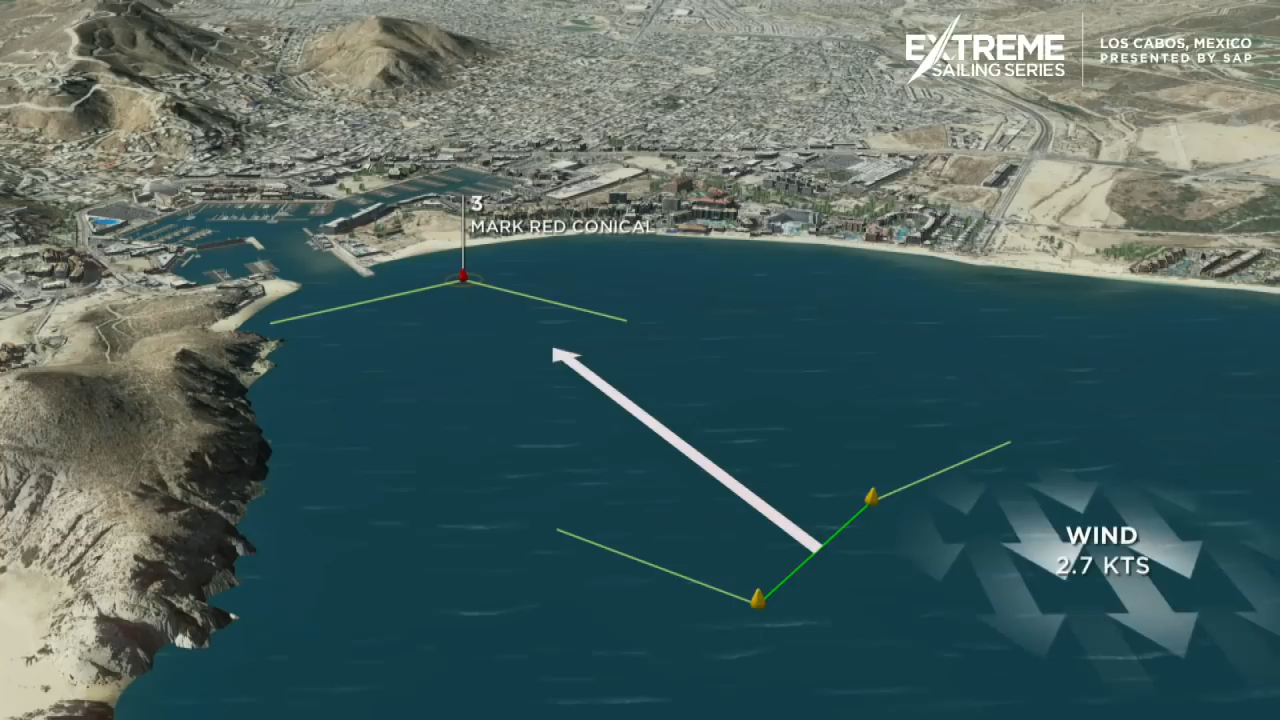 EXTREME
SAILING SERIES
LOS CABOS, MEXICO
PRESENTED BY SAP
3
MARK RED CONICAL
WIND
2.7 KTS